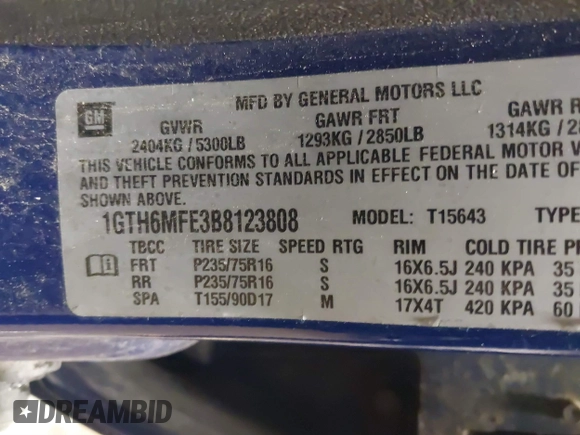 MFD BY GENERAL MOTORS LLC
GM
GVWR GAWR FRT GAWR
2404KG / 5300LB 1293KG / 2850LB 1314KG
THIS VEHICLE CONFORMS TO ALL APPLICABLE FEDERAL MOTOR
AND THEFT PREVENTION STANDARDS IN EFFECT ON THE DATE OF
SHOWN ABOVE.
1GTH6MFE3B8123808 MODEL: T15643 TYPE
TBCC TIRE SIZE SPEED RTG RIM COLD TIRE
FRT P235/75R16 S 16X6.5J 240 KPA 35
RR P235/75R16 S 16X6.5J 240 KPA 35
SPA T155/90D17 M 17X4T 420 KPA 60
DREAMBID